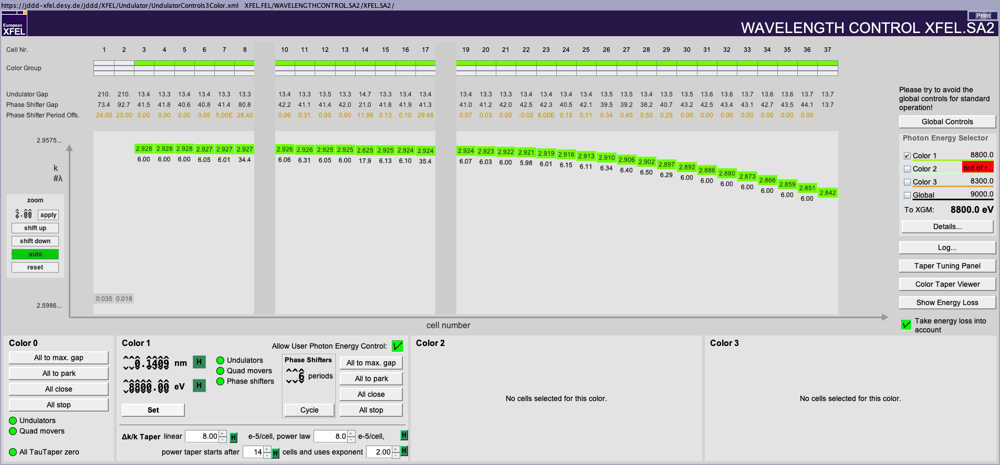 https://jddd-xfel.desy.de/jddd/XFEL/Undulator/UndulatorControls3Color.xml XFEL.FEL/WAVELENGTHCONTROL.SA2/XFEL.SA2/
Print
European
XFEL
WAVELENGTH CONTROL XFEL.SA2
Cell Nr. 1 2 3 4 5 6 7 8 10 11 12 13 14 15 16 17 19 20 21 22 23 24 25 26 27 28 29 30 31 32 33 34 35 36 37
Color Group
Undulator Gap 210. 210. 13.4 13.3 13.4 13.4 13.3 13.3 13.4 13.3 13.5 13.3 14.7 13.3 13.4 13.4 13.4 13.3 13.3 13.4 13.4 13.4 13.4 13.5 13.5 13.4 13.5 13.5 13.4 13.6 13.6 13.7 13.6 13.6 13.7 13.7
Phase Shifter Gap 73.4 92.7 41.5 41.8 40.6 40.8 41.4 80.8 42.2 41.1 41.4 42.0 21.0 41.8 41.9 41.3 41.0 41.2 42.0 42.5 42.3 40.5 42.1 39.5 39.2 38.2 40.7 43.2 42.5 43.4 43.1 42.7 43.5 44.1 13.7
Phase Shifter Period Offs. 24.00 23.00 0.00 0.00 0.00 0.05 5.00E 28.40 0.06 0.31 0.05 0.00 11.99 0.13 0.10 29.48 0.07 0.03 0.00 -0.02 6.00E 0.15 0.11 0.34 0.40 0.50 0.29 0.00 0.00 0.00 0.00 0.00 0.00 0.00
2.9575...
k
#λ
2.928 2.928 2.928 2.927 2.927 2.927 2.926 2.926 2.925 2.925 2.625 2.925 2.924 2.924 2.924 2.923 2.922 2.921 2.919 2.916 2.913 2.910 2.906 2.902 2.897 2.892 2.886 2.880 2.873 2.866 2.859 2.851 2.842
6.00 6.00 6.00 6.05 6.01 34.4 6.06 6.31 6.05 6.00 17.9 6.13 6.10 35.4 6.07 6.03 6.00 5.98 6.01 6.15 6.11 6.34 6.40 6.50 6.29 6.00 6.00 6.00 6.00 6.00 6.00 6.00
zoom
2.00 apply
shift up
shift down
auto
reset
0.035 0.018
2.5986...
cell number
Please try to avoid the
global controls for standard
operation!
Global Controls
Photon Energy Selector
Color 1 8800.0
Color 2 out of r...
Color 3 8300.0
Global 9000.0
To XGM: 8800.0 eV
Details...
Log...
Taper Tuning Panel
Color Taper Viewer
Show Energy Loss
Take energy loss into
account
Color 0
All to max. gap
All to park
All close
All stop
Undulators
Quad movers
All TauTaper zero
Color 1
Allow User Photon Energy Control:
0.1409 nm H
8800.00 eV H
Set
Undulators
Quad movers
Phase shifters
Phase Shifters
6 periods
Cycle
All to max. gap
All to park
All close
All stop
Δk/k Taper linear 8.00 H e-5/cell, power law 8.0 e-5/cell, H
power taper starts after 14 H cells and uses exponent 2.00 H
Color 2
No cells selected for this color.
Color 3
No cells selected for this color.